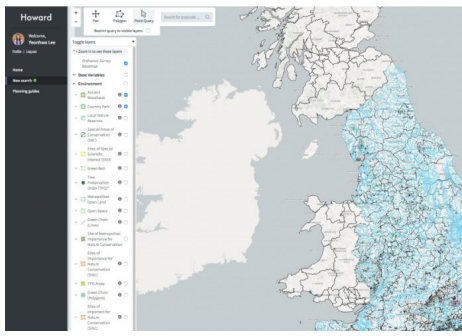 Howard
Welcome,
Yeonhwa Lee
Profile | Logout
Home
New search
Planning guides
+
-
Pan
Polygon
Point Query
Search by postcode...
Restrict query to visible layers
Toggle layers
* = Zoom in to see these layers
Ordnance Survey
Basemap
Base Variables
Environment
Ancient
Woodland
Country Park
Local Nature
Reserves
Special Areas of
Conservation
(SAC)
Sites of Special
Scientific
Interest (SSSI)
Green Belt
Tree
Preservation
Order (TPO)*
Metropolitan
Open Land
Open Space
Green Chain
(Lines)
Site of Metropolitan
Importance for
Nature Conservation
Sites of
Importance for
Nature
Conservation
(SINC)
TPO Areas
Green Chain
(Polygons)
Sites of
Important for
Nature
Conservation
(SINC),